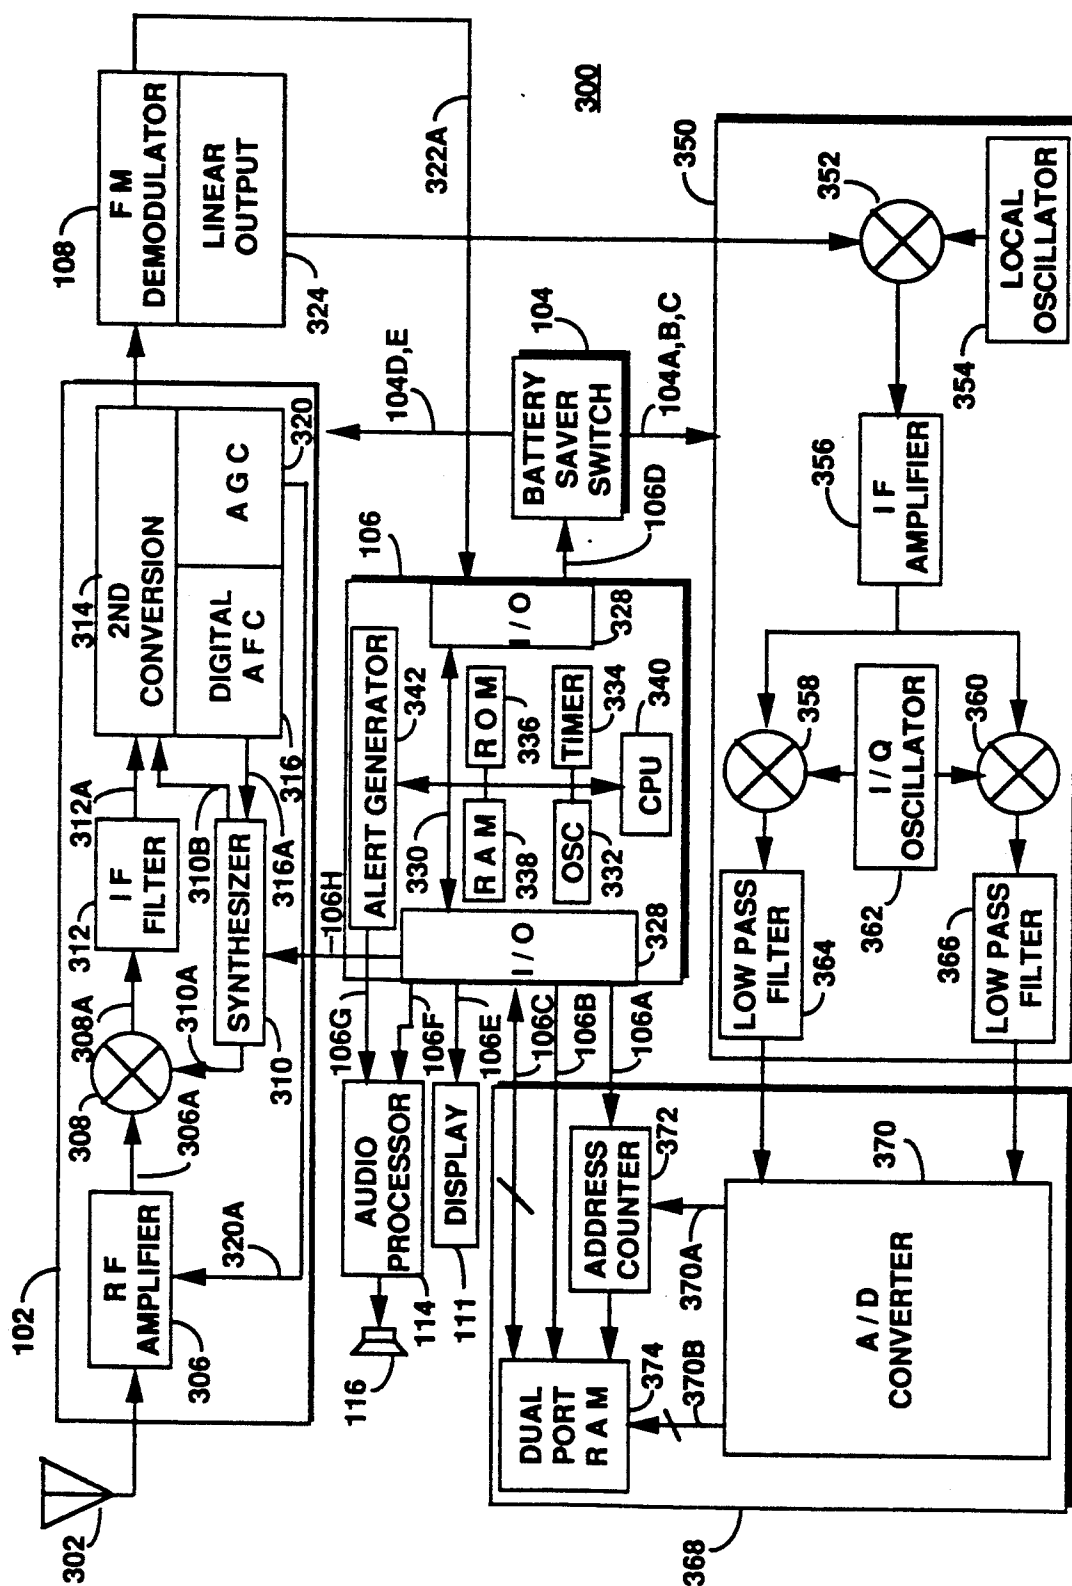 300
302
102
RF
AMPLIFIER
306
306A
308
308A
310A
IF
FILTER
312
312A
310B
SYNTHESIZER
310
316A
106H
314
2ND
CONVERSION
DIGITAL
AFC
316
AGC
320
320A
108
FM
DEMODULATOR
LINEAR
OUTPUT
324
322A
104D,E
BATTERY
SAVER
SWITCH
104
104A,B,C
106D
106
ALERT GENERATOR
342
330
I/O
328
RAM
338
ROM
336
OSC
332
TIMER
334
CPU
340
I/O
328
106G
106F
106E
106C
106B
106A
AUDIO
PROCESSOR
114
116
DISPLAY
111
DUAL
PORT
RAM
374
ADDRESS
COUNTER
372
370A
370B
A/D
CONVERTER
370
368
350
352
LOCAL
OSCILLATOR
354
IF
AMPLIFIER
356
358
I/Q
OSCILLATOR
362
360
LOW PASS
FILTER
364
LOW PASS
FILTER
366